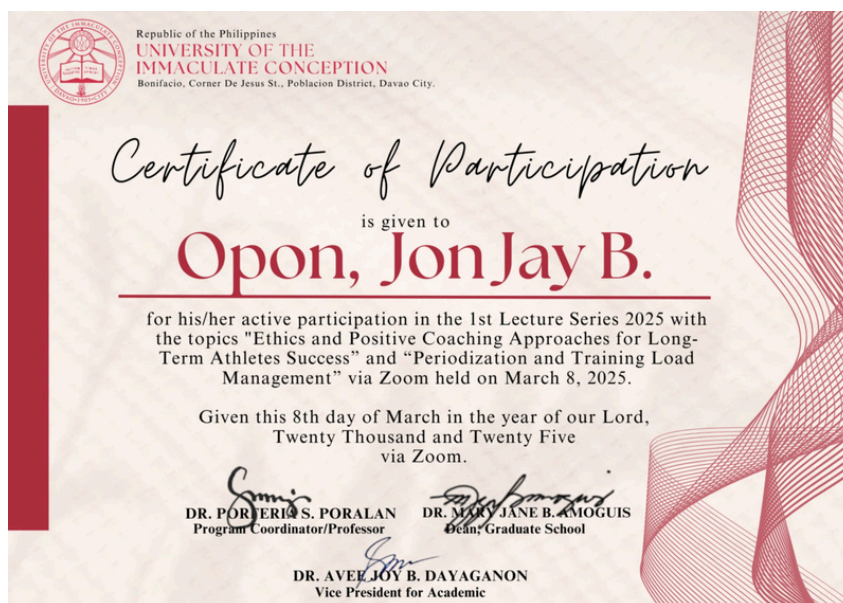 Republic of the Philippines
UNIVERSITY OF THE
IMMACULATE CONCEPTION
Bonifacio, Corner De Jesus St., Poblacion District, Davao City.
Certificate of Participation
is given to
Opon, Jon Jay B.
for his/her active participation in the 1st Lecture Series 2025 with
the topics "Ethics and Positive Coaching Approaches for Long-
Term Athletes Success” and “Periodization and Training Load
Management” via Zoom held on March 8, 2025.
Given this 8th day of March in the year of our Lord,
Twenty Thousand and Twenty Five
via Zoom.
DR. PORFERIO S. PORALAN DR. MARY JANE B. AMOGUIS
Program Coordinator/Professor Dean, Graduate School
DR. AVEE JOY B. DAYAGANON
Vice President for Academic